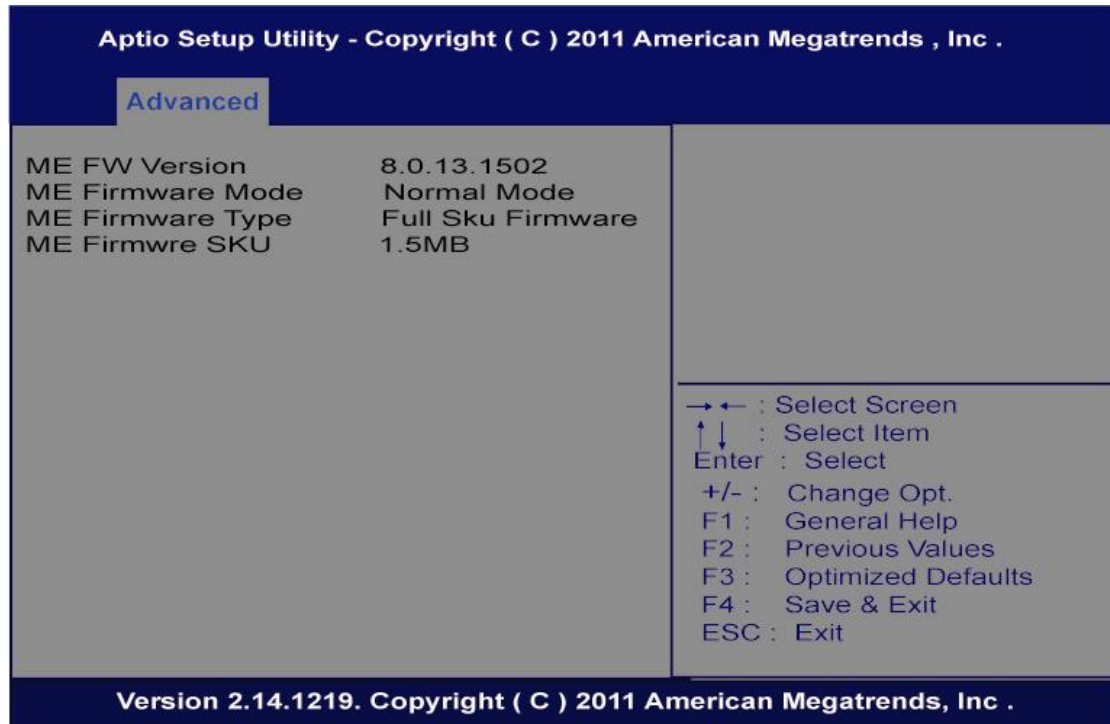 Aptio Setup Utility - Copyright ( C ) 2011 American Megatrends , Inc .
Advanced
ME FW Version 8.0.13.1502
ME Firmware Mode Normal Mode
ME Firmware Type Full Sku Firmware
ME Firmwre SKU 1.5MB
→ ← : Select Screen
↑ ↓ : Select Item
Enter : Select
+/- : Change Opt.
F1 : General Help
F2 : Previous Values
F3 : Optimized Defaults
F4 : Save & Exit
ESC : Exit
Version 2.14.1219. Copyright ( C ) 2011 American Megatrends, Inc .